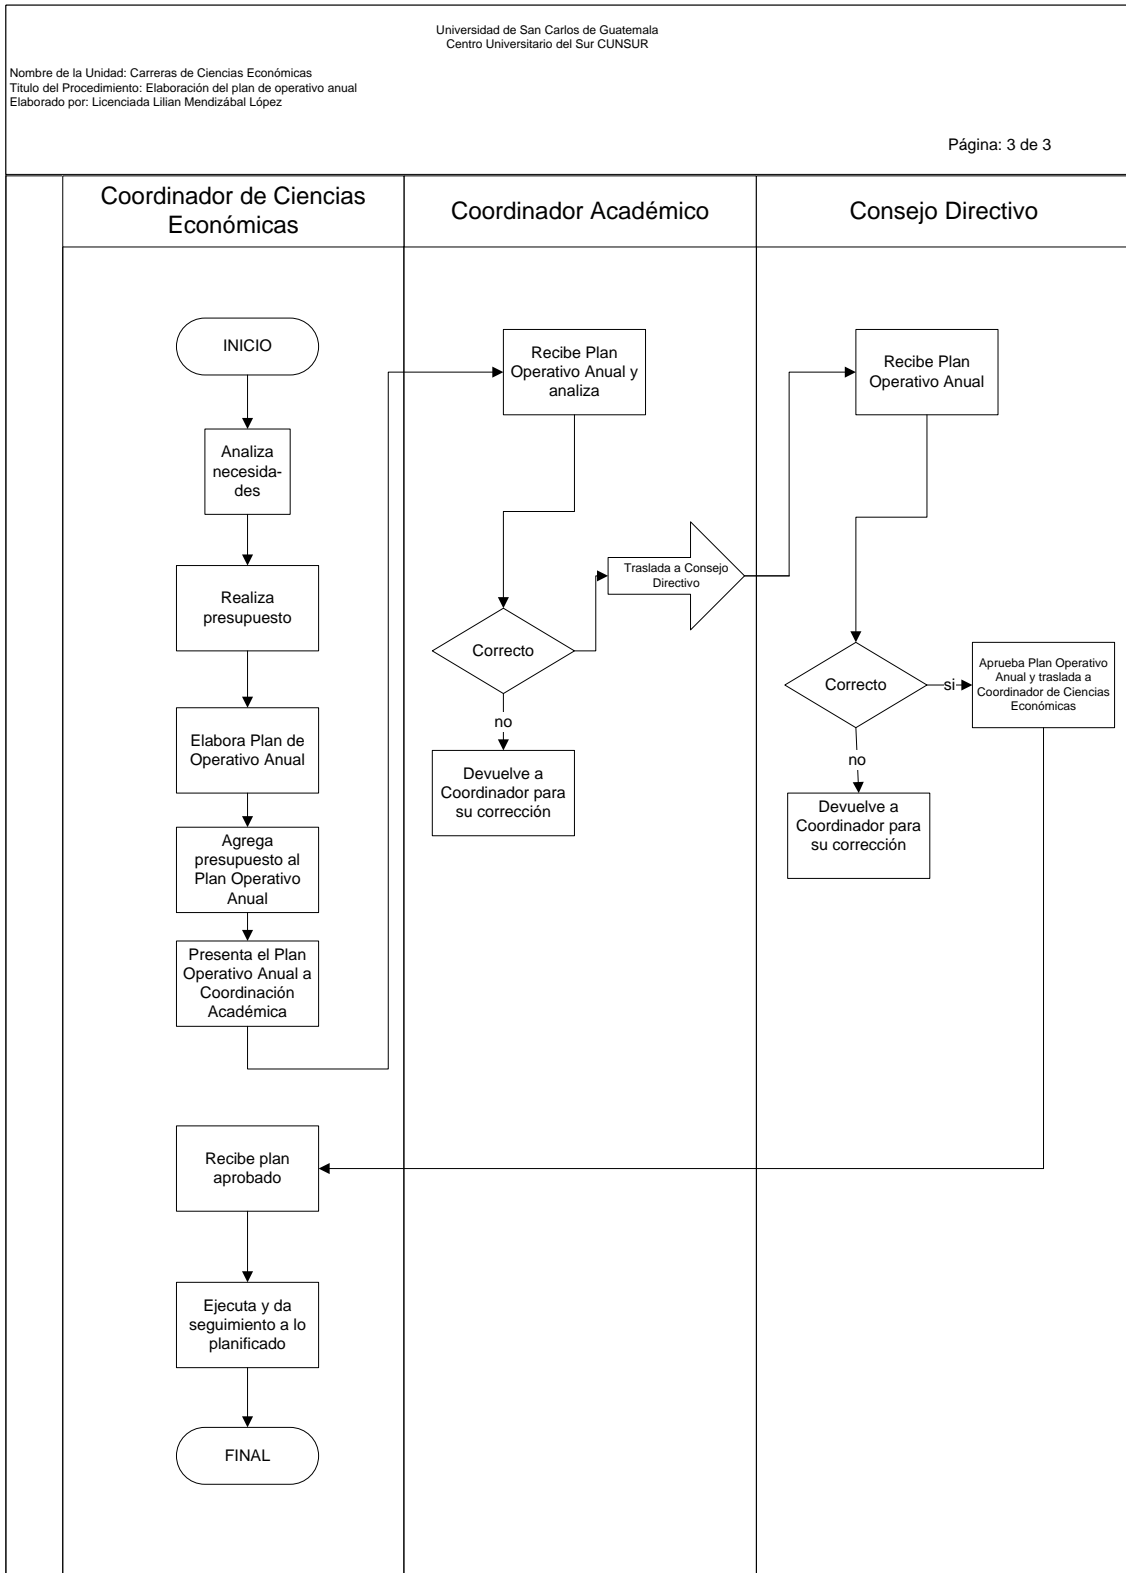 Universidad de San Carlos de Guatemala
Centro Universitario del Sur CUNSUR
Nombre de la Unidad: Carreras de Ciencias Económicas
Titulo del Procedimiento: Elaboración del plan de operativo anual
Elaborado por: Licenciada Lilian Mendizábal López
Página: 3 de 3
Coordinador de Ciencias
Económicas
Coordinador Académico
Consejo Directivo
INICIO
Analiza
necesida-
des
Realiza
presupuesto
Elabora Plan de
Operativo Anual
Agrega
presupuesto al
Plan Operativo
Anual
Presenta el Plan
Operativo Anual a
Coordinación
Académica
Recibe Plan
Operativo Anual y
analiza
Correcto
no
Devuelve a
Coordinador para
su corrección
Traslada a Consejo
Directivo
Recibe Plan
Operativo Anual
Correcto
si
Aprueba Plan Operativo
Anual y traslada a
Coordinador de Ciencias
Económicas
no
Devuelve a
Coordinador para
su corrección
Recibe plan
aprobado
Ejecuta y da
seguimiento a lo
planificado
FINAL